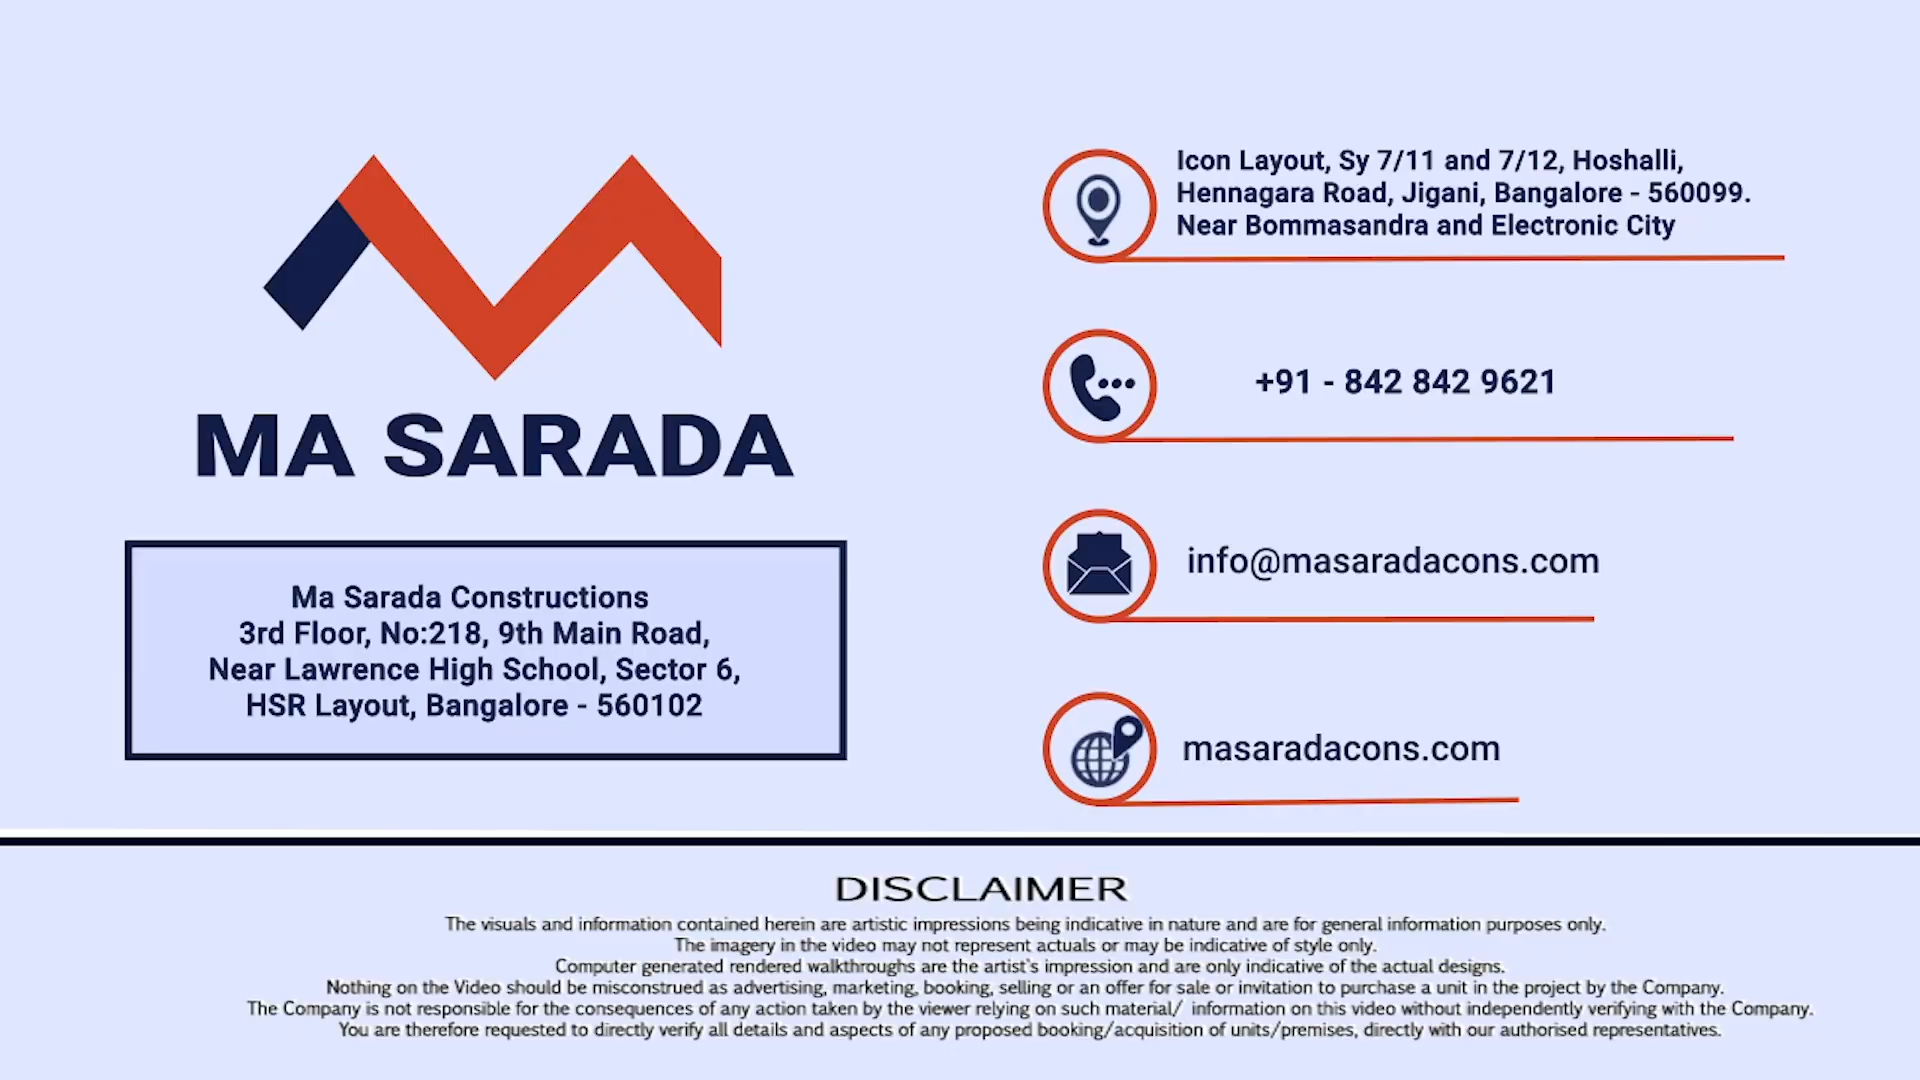 MA SARADA
Ma Sarada Constructions
3rd Floor, No:218, 9th Main Road,
Near Lawrence High School, Sector 6,
HSR Layout, Bangalore - 560102
Icon Layout, Sy 7/11 and 7/12, Hoshalli,
Hennagara Road, Jigani, Bangalore - 560099.
Near Bommasandra and Electronic City
+91 - 842 842 9621
info@masaradacons.com
masaradacons.com
DISCLAIMER
The visuals and information contained herein are artistic impressions being indicative in nature and are for general information purposes only.
The imagery in the video may not represent actuals or may be indicative of style only.
Computer generated rendered walkthroughs are the artist`s impression and are only indicative of the actual designs.
Nothing on the Video should be misconstrued as advertising, marketing, booking, selling or an offer for sale or invitation to purchase a unit in the project by the Company.
The Company is not responsible for the consequences of any action taken by the viewer relying on such material/ information on this video without independently verifying with the Company.
You are therefore requested to directly verify all details and aspects of any proposed booking/acquisition of units/premises, directly with our authorised representatives.